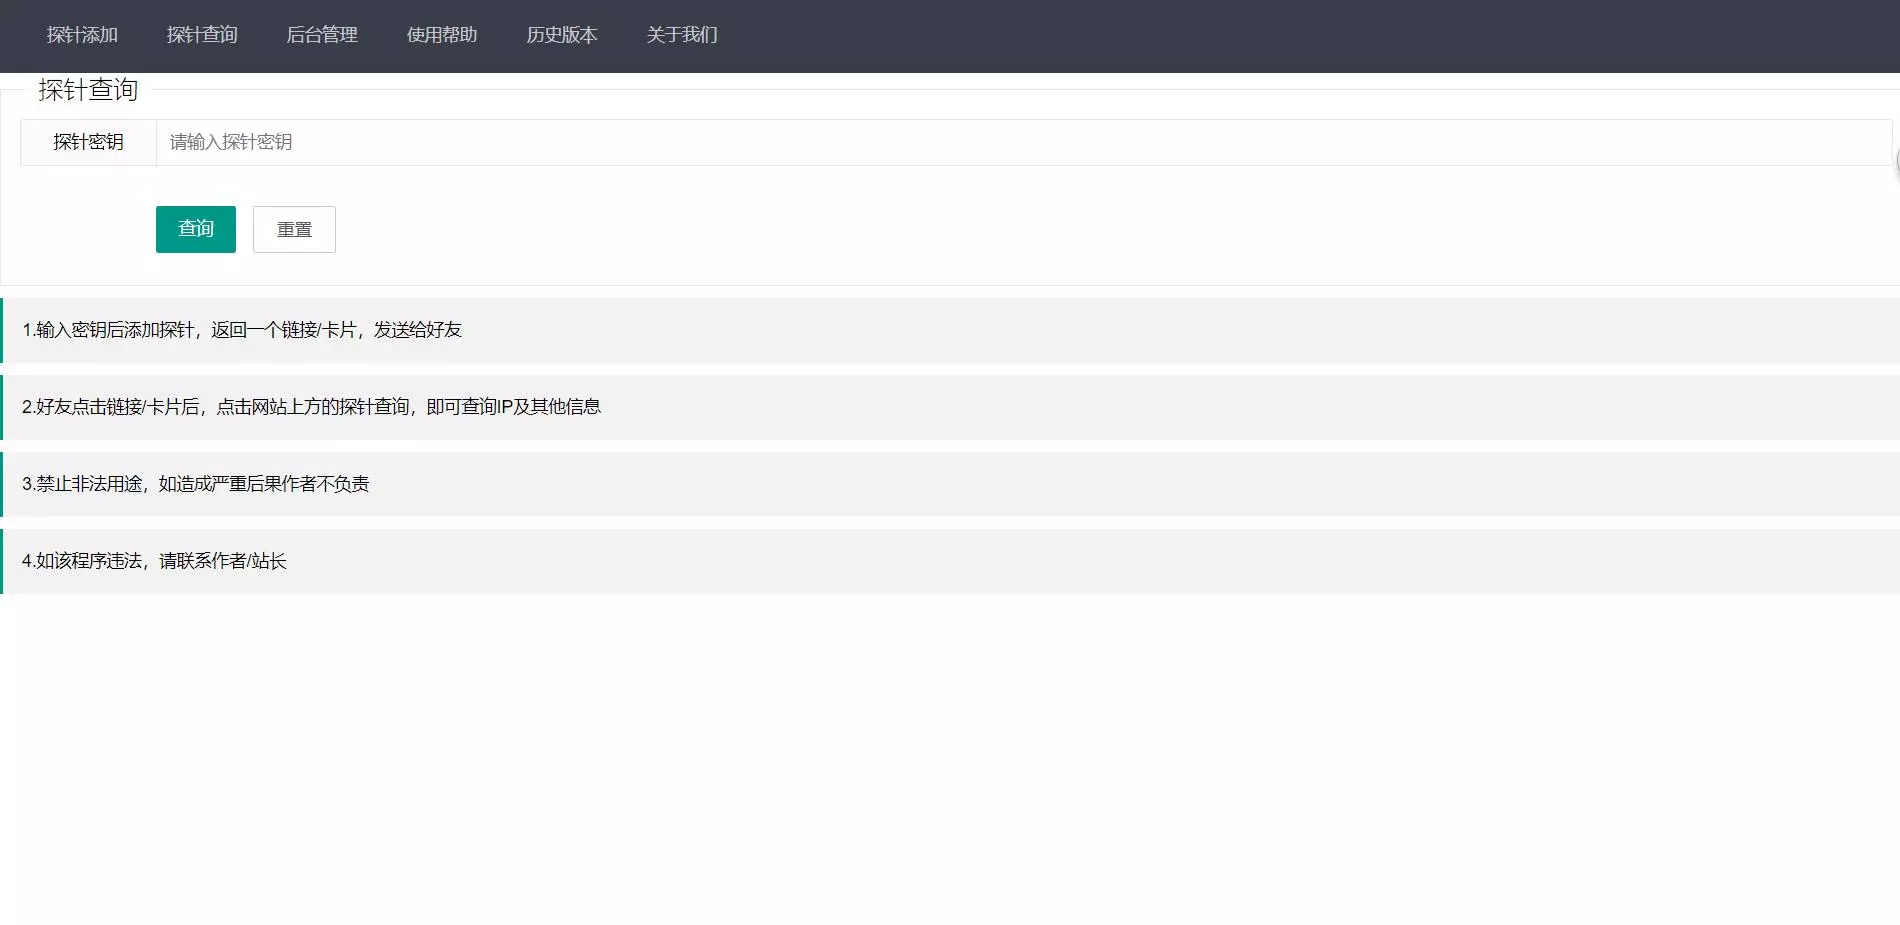 探针添加 探针查询 后台管理 使用帮助 历史版本 关于我们
探针查询
探针密钥 请输入探针密钥
查询 重置
1.输入密钥后添加探针，返回一个链接/卡片，发送给好友
2.好友点击链接/卡片后，点击网站上方的探针查询，即可查询IP及其他信息
3.禁止非法用途，如造成严重后果作者不负责
4.如该程序违法，请联系作者/站长